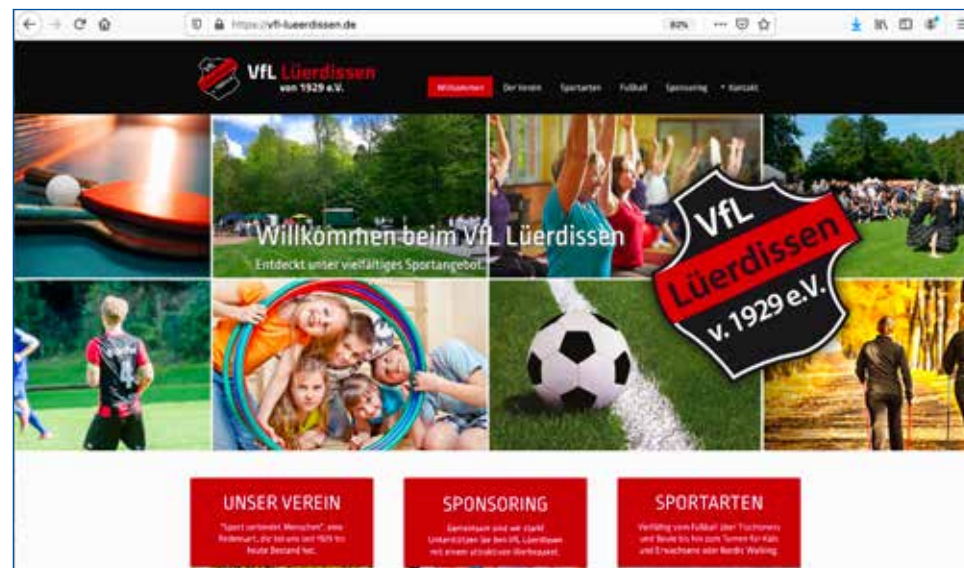 https://vfl-lueerdissen.de
80%
VfL Lüerdissen
von 1929 e.V.
Willkommen Der Verein Sportarten Fußball Sponsoring Kontakt
Willkommen beim VfL Lüerdissen
Entdeckt unser vielfältiges Sportangebot.
VfL
Lüerdissen
v. 1929 e.V.
4
UNSER VEREIN
"Sport verbindet Menschen", eine
Redensart, die bei uns seit 1929 bis
heute Bestand hat.
SPONSORING
Gemeinsam sind wir stark!
Unterstützen Sie den VfL Lüerdissen
mit einem attraktiven Werbepaket.
SPORTARTEN
Vielfältig vom Fußball über Tischtennis
und Boule bis hin zum Turnen für Kids
und Erwachsene oder Nordic Walking.